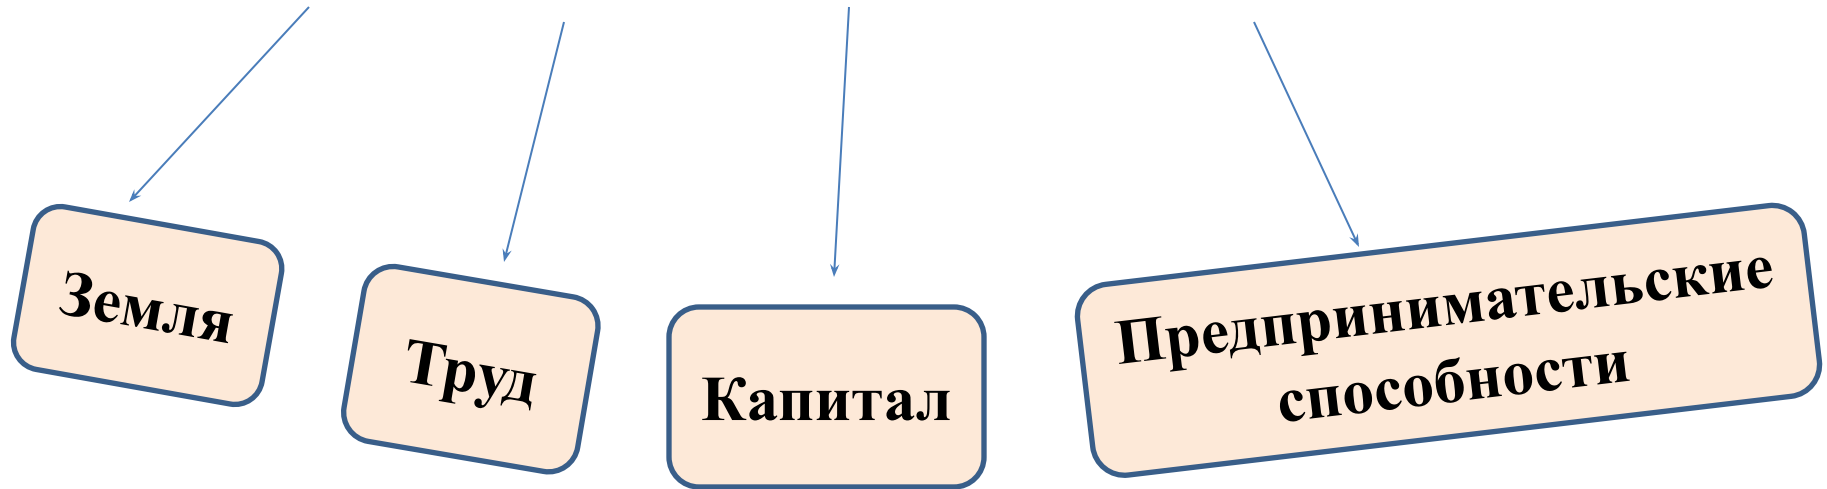 Земля
Труд
Капитал
Предпринимательские
способности